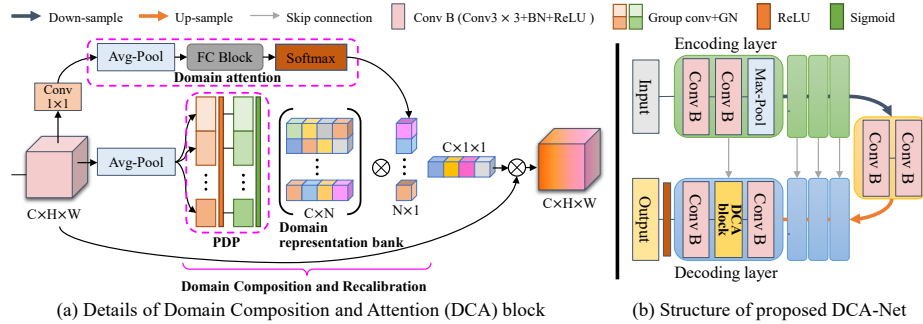 Down-sample
Up-sample
Skip connection
Conv B (Conv3 × 3+BN+ReLU )
Group conv+GN
ReLU
Sigmoid
Avg-Pool
FC Block
Softmax
Domain attention
Conv
1×1
Avg-Pool
C×H×W
PDP
C×N
Domain
representation bank
N×1
C×1×1
C×H×W
Domain Composition and Recalibration
(a) Details of Domain Composition and Attention (DCA) block
Encoding layer
Input
Conv B
Conv B
Max-Pool
Conv B
Conv B
Output
Conv B
DCA
block
Conv B
Decoding layer
(b) Structure of proposed DCA-Net